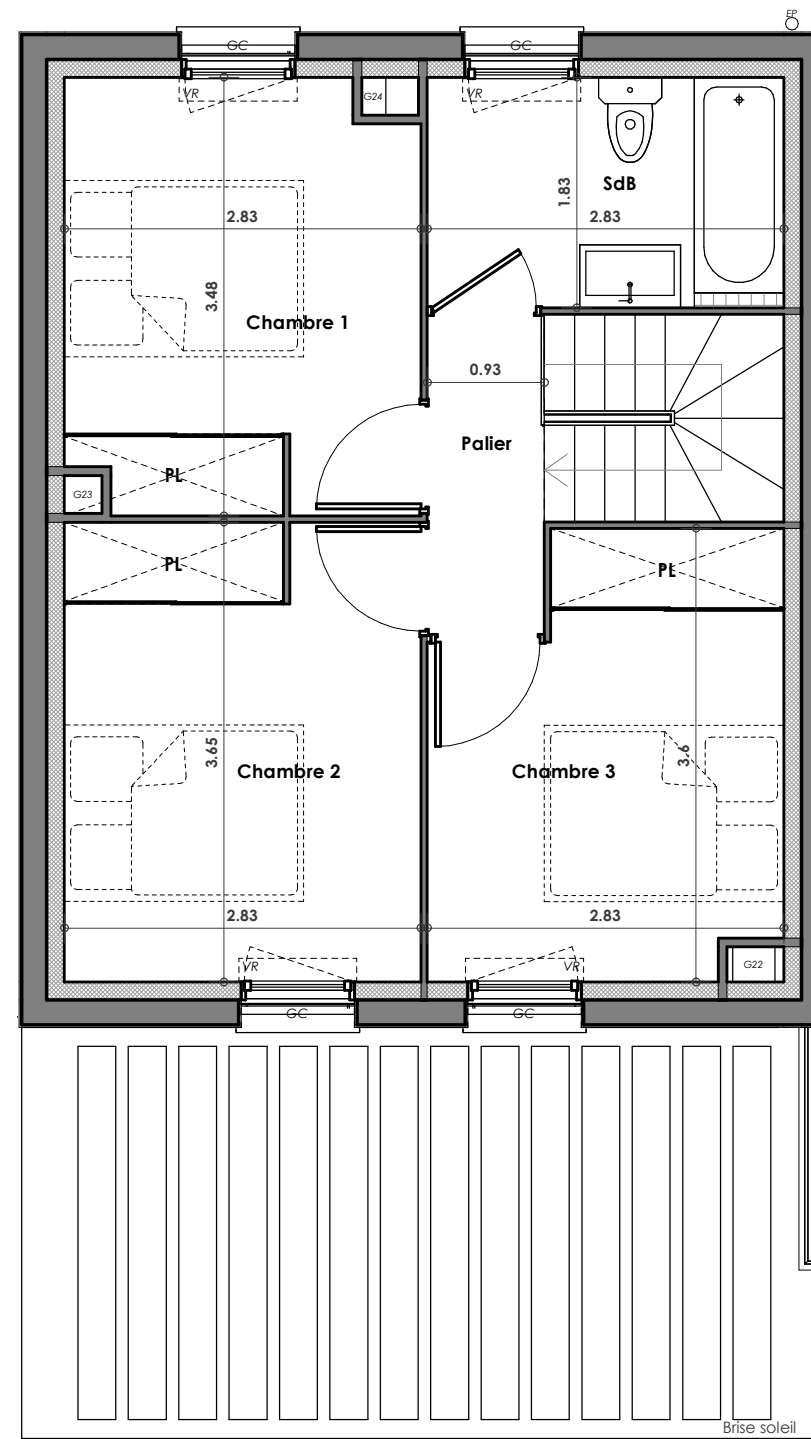 EP
GC
GC
VR
G24
VR
SdB
1.83
2.83
2.83
3.48
Chambre 1
0.93
Palier
PL
G23
PL
PL
3.65
3.6
Chambre 2
Chambre 3
2.83
2.83
VR
VR
G22
GC
GC
Brise soleil